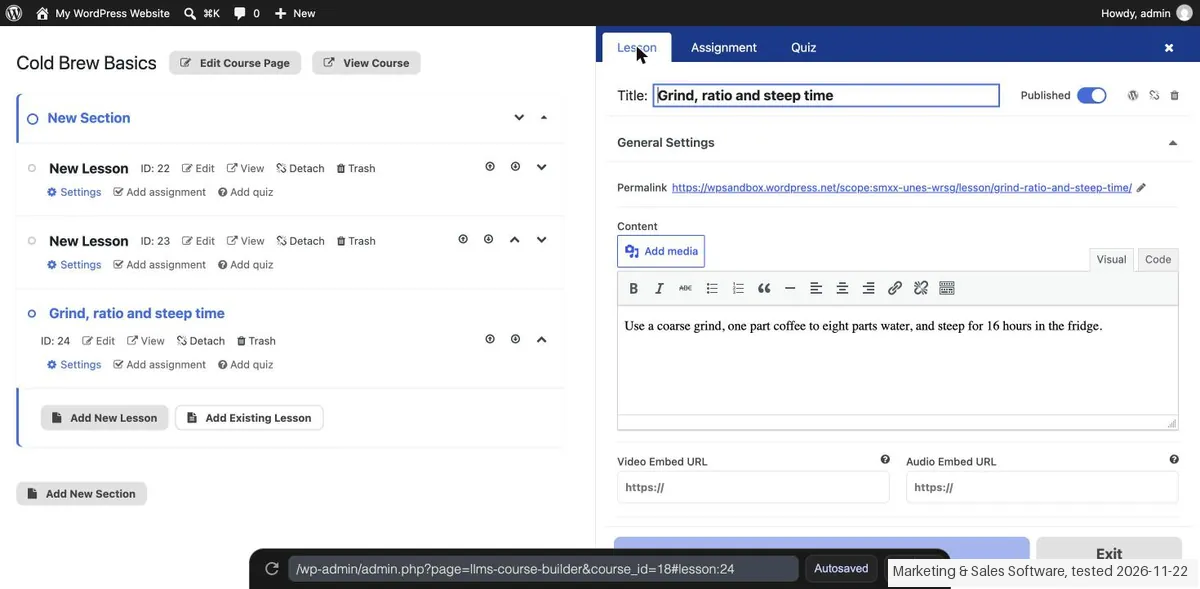 My WordPress Website ⌘K 0 New Howdy, admin
Cold Brew Basics Edit Course Page View Course
New Section
New Lesson ID: 22 Edit View Detach Trash
Settings Add assignment Add quiz
New Lesson ID: 23 Edit View Detach Trash
Settings Add assignment Add quiz
Grind, ratio and steep time
ID: 24 Edit View Detach Trash
Settings Add assignment Add quiz
Add New Lesson Add Existing Lesson
Add New Section
Lesson Assignment Quiz
Title: Grind, ratio and steep time Published
General Settings
Permalink https://wpsandbox.wordpress.net/scope:smxx-unes-wrsg/lesson/grind-ratio-and-steep-time/
Content
Add media
Visual Code
B I ABC
Use a coarse grind, one part coffee to eight parts water, and steep for 16 hours in the fridge.
Video Embed URL Audio Embed URL
https:// https://
Exit
/wp-admin/admin.php?page=llms-course-builder&course_id=18#lesson:24 Autosaved
Marketing & Sales Software, tested 2026-11-22